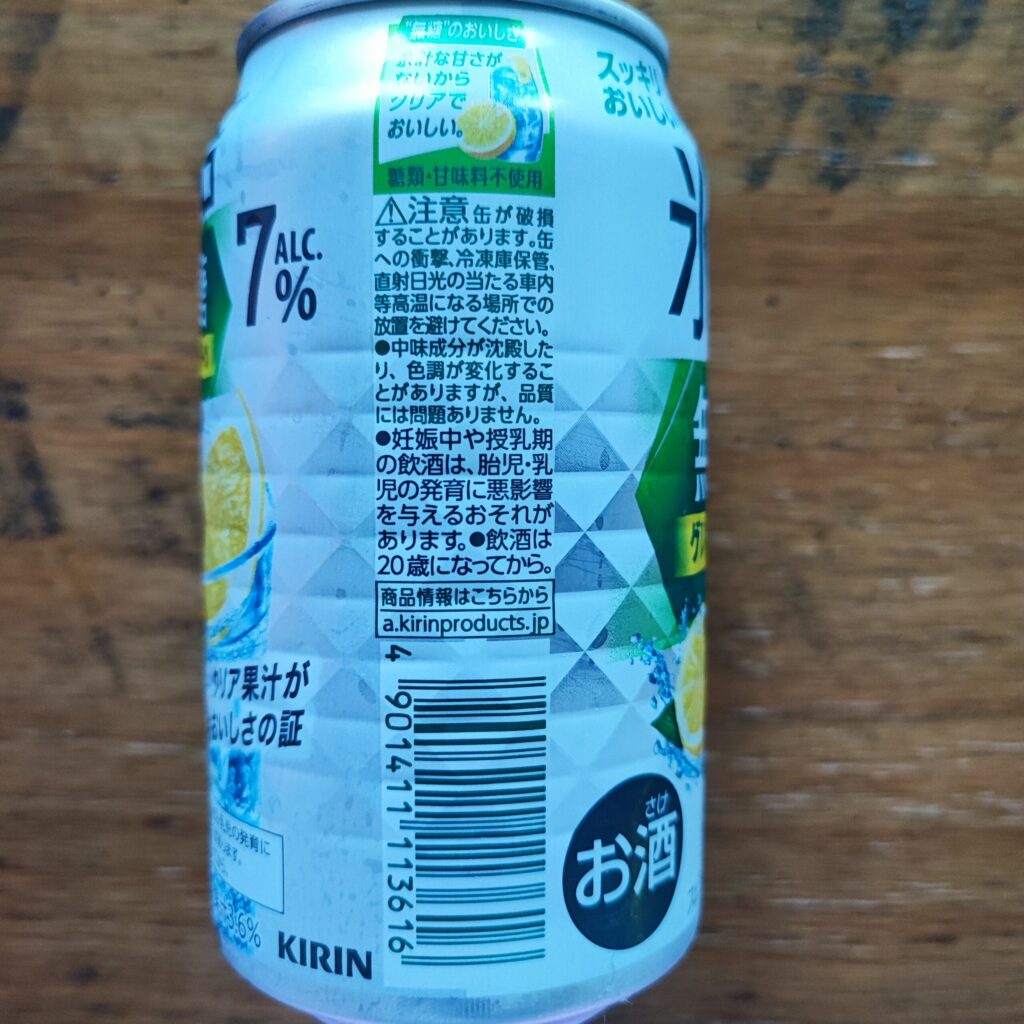 "無糖"のおいしさ
余計な甘さが
ないから
クリアで
おいしい。
糖類・甘味料不使用
スッキリ
おいし
7
ALC.
%
⚠注意 缶が破損
することがあります。缶
への衝撃、冷凍庫保管、
直射日光の当たる車内
等高温になる場所での
放置を避けてください。
●中味成分が沈殿した
り、色調が変化するこ
とがありますが、品質
には問題ありません。
●妊娠中や授乳期
の飲酒は、胎児・乳
児の発育に悪影響
を与えるおそれが
あります。●飲酒は
20歳になってから。
商品情報はこちらから
a.kirinproducts.jp
リア果汁が
おいしさの証
の発育に
3.6%
KIRIN
4 901411 113616
さけ
お酒